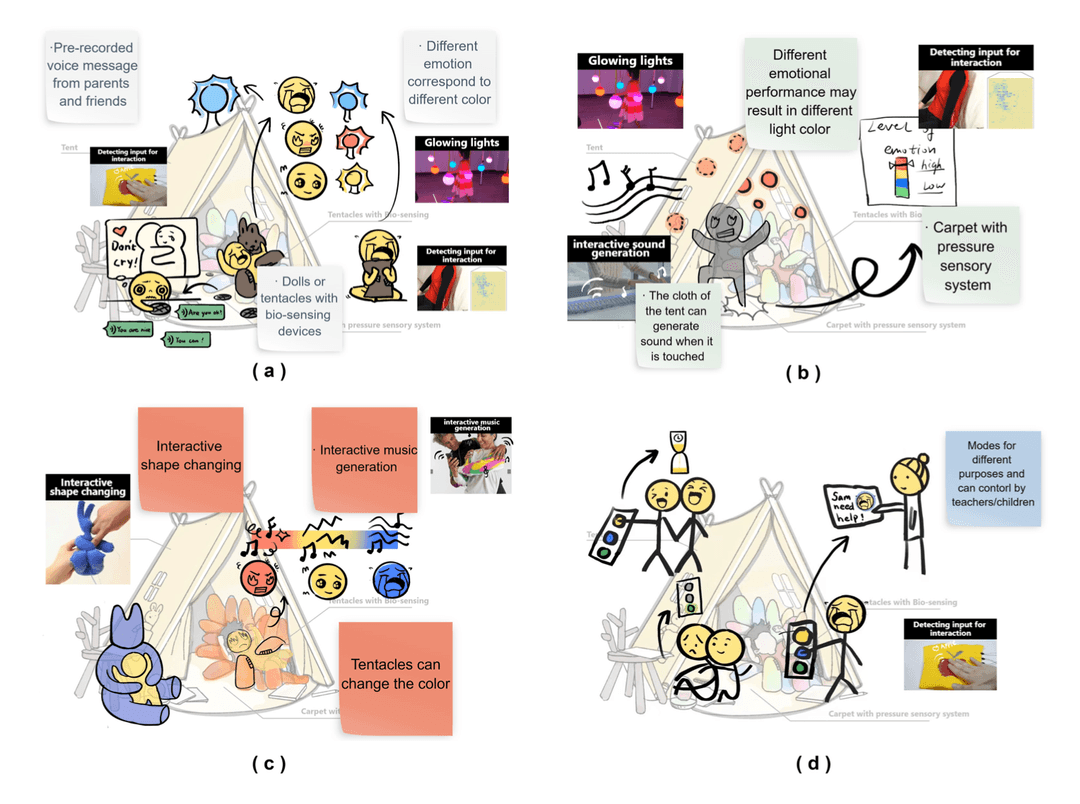 ·Pre-recorded
voice message
from parents
and friends
· Different
emotion
correspond to
different color
Tent
Detecting input for
interaction
Glowing lights
Tentacles with Bio-sensing
Don't
cry!
Detecting input for
interaction
· Dolls or
tentacles with
bio-sensing
devices
Are you ok!
You are nice
You can!
with pressure sensory system
( a )
Glowing lights
Different
emotional
performance may
result in different
light color
Detecting input for
interaction
Tent
Level of
emotion
high
Low
Tentacles with Bio
interactive sound
generation
· Carpet with
pressure
sensory
system
· The cloth of
the tent can
generate
sound when it
is touched
Carpet with pressure sensory system
( b )
Interactive
shape changing
· Interactive music
generation
interactive music
generation
Interactive
shape changing
Tentacles with Bio-sensing
Tentacles can
change the color
Carpet with
( c )
Modes for
different
purposes and
can contorl by
teachers/children
Sam
need
help!
Te
tacles with Bio-sensing
Detecting input for
interaction
Carpet with pressure sensory system
( d )